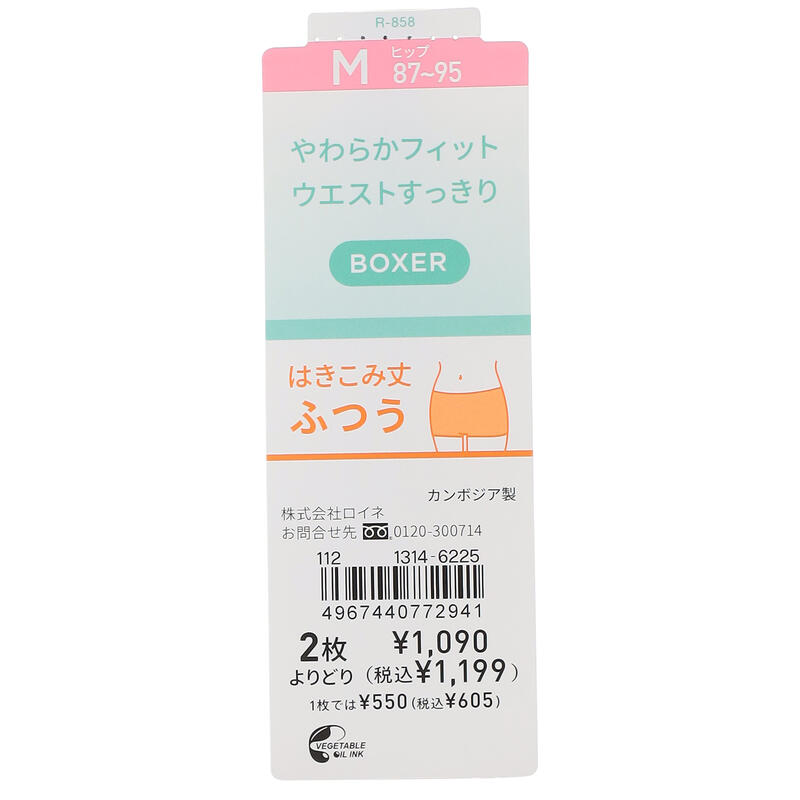 R-858
M ヒップ 87~95
やわらかフィット
ウエストすっきり
BOXER
はきこみ丈
ふつう
カンボジア製
株式会社ロイネ
お問合せ先 0120-300714
112 1314-6225
4967440772941
2枚 ¥1,090
よりどり(税込¥1,199)
1枚では¥550(税込¥605)
VEGETABLE
OIL INK